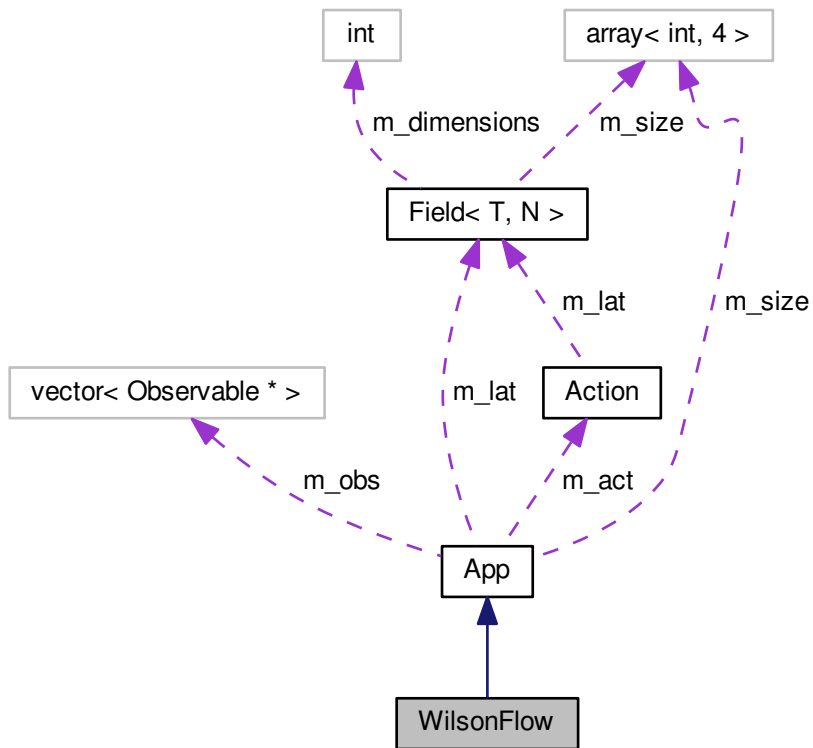 int
array< int, 4 >
m_dimensions
m_size
Field< T, N >
m_lat
m_size
vector< Observable * >
m_lat
Action
m_obs
m_act
App
WilsonFlow